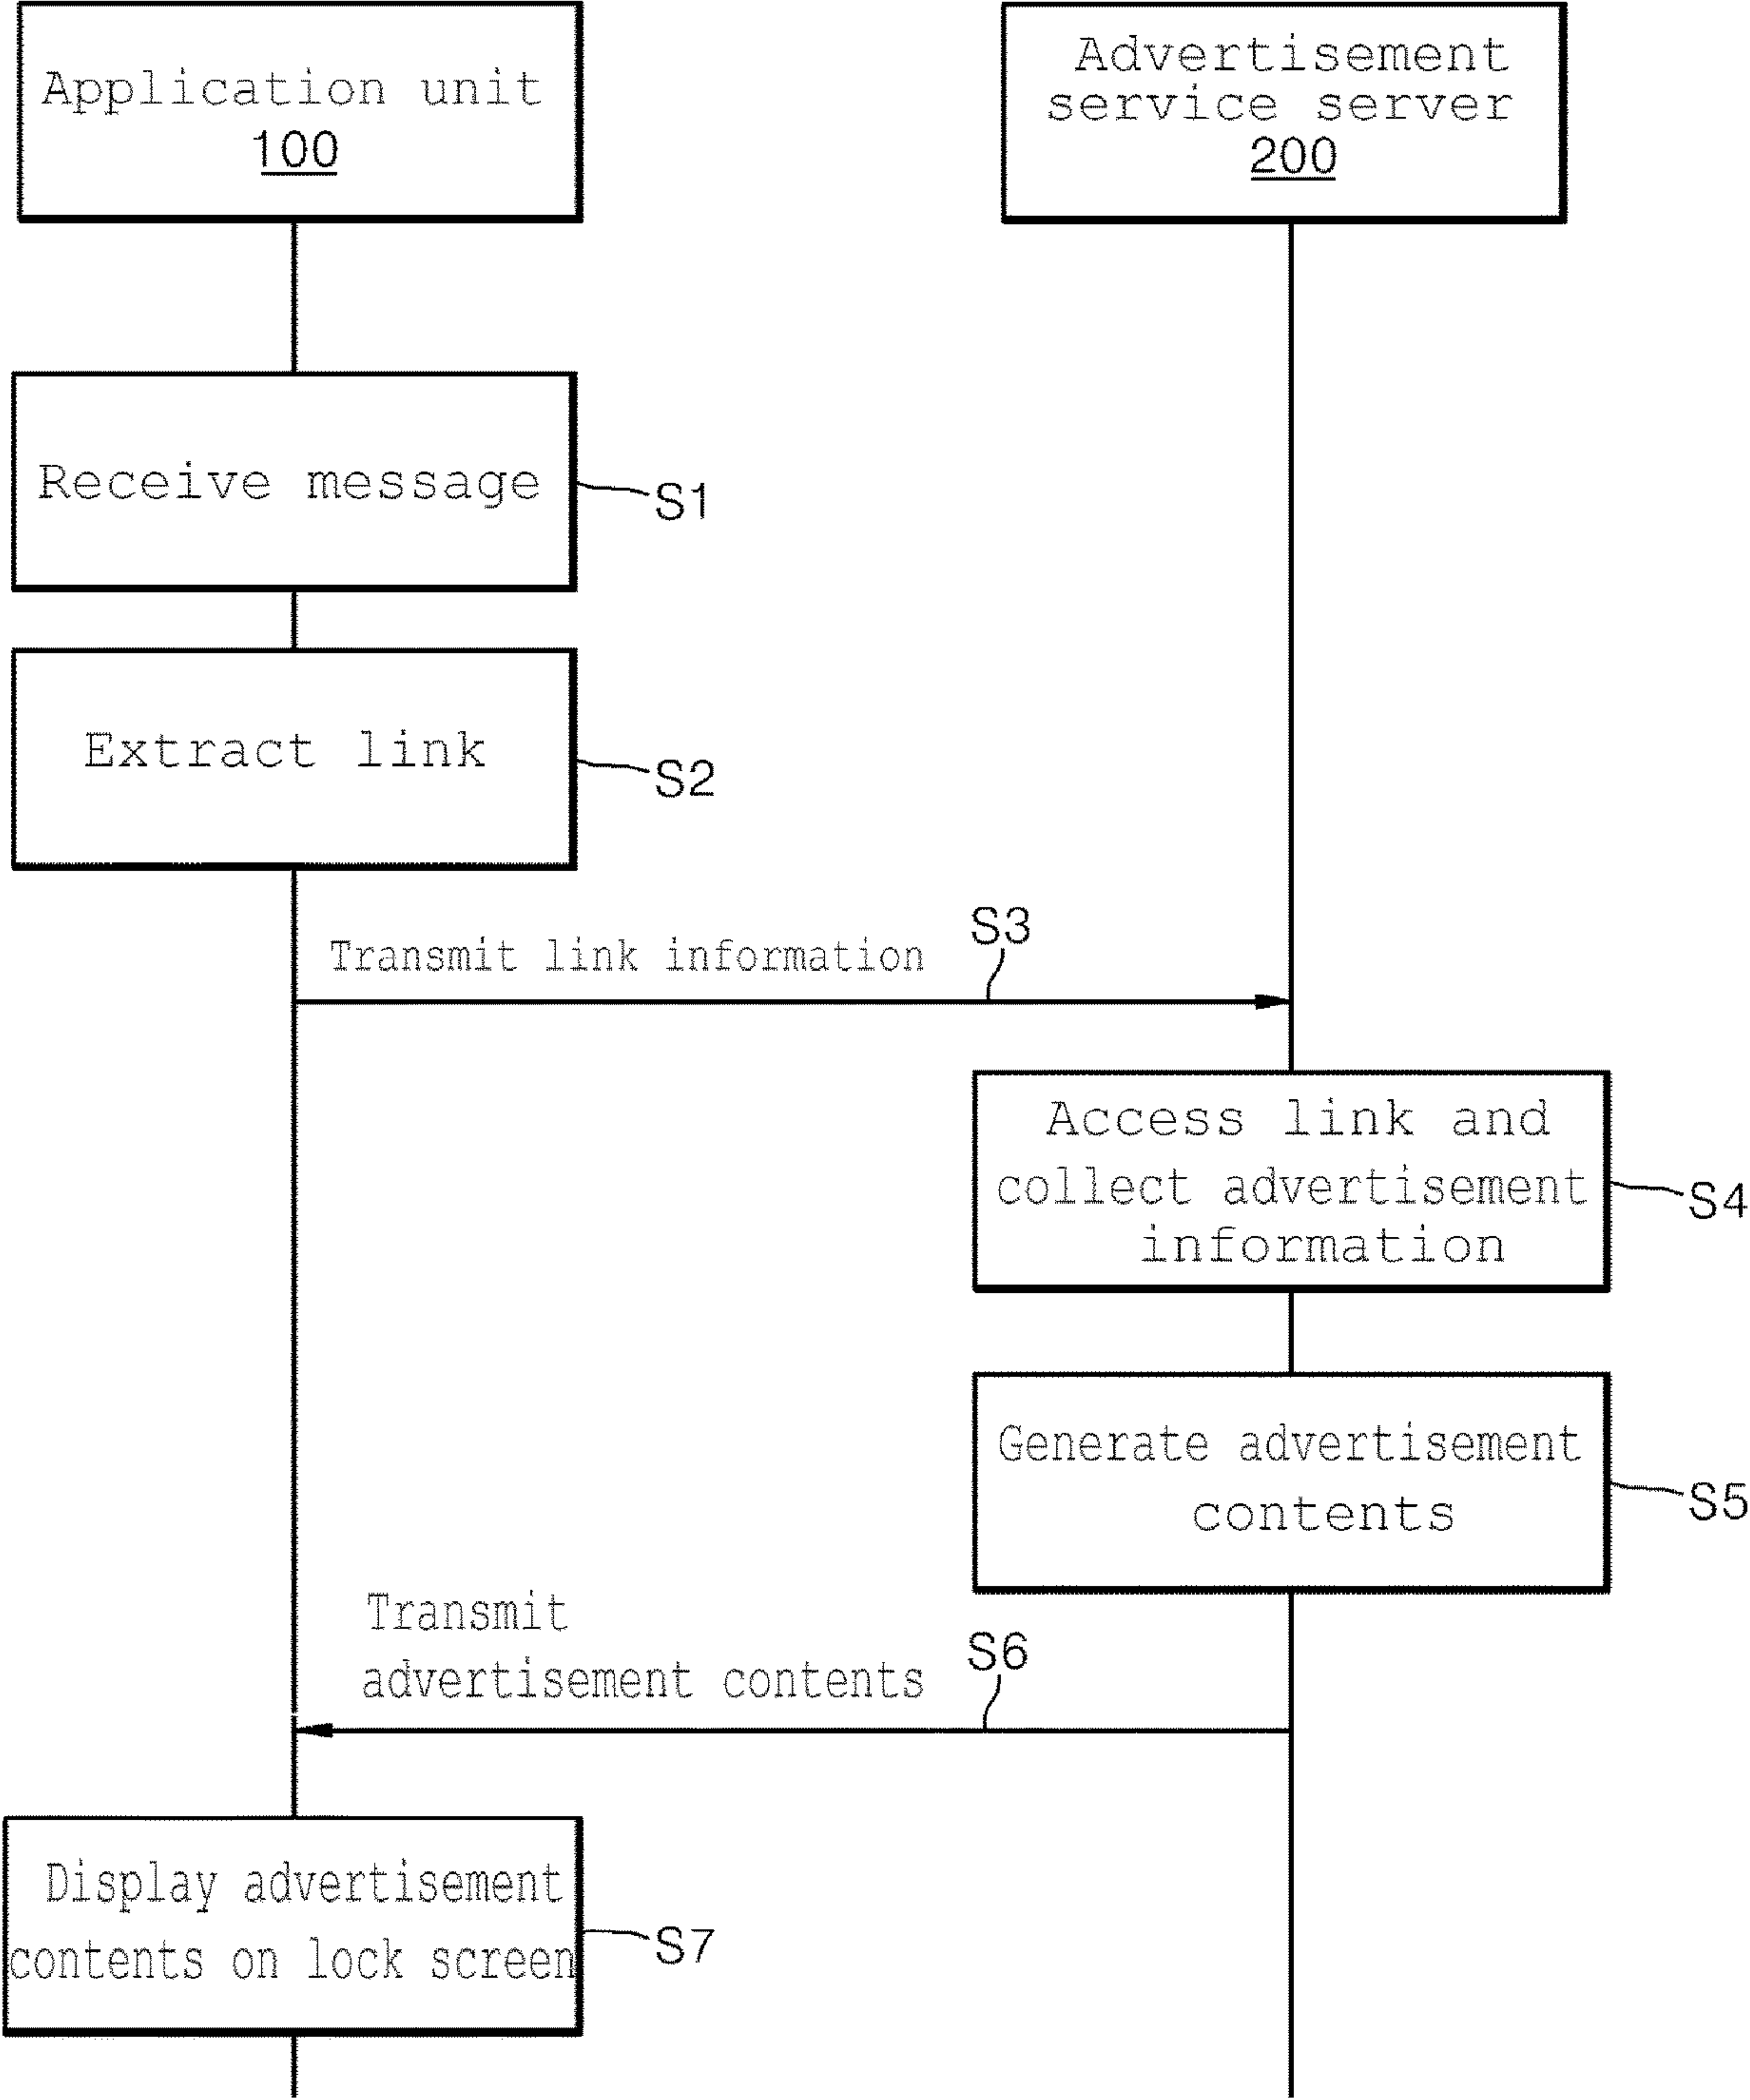 Application unit
100
Advertisement
service server
200
Receive message
S1
Extract link
S2
S3
Transmit link information
Access link and
collect advertisement
information
S4
Generate advertisement
contents
S5
Transmit
advertisement contents
S6
Display advertisement
contents on lock screen
S7